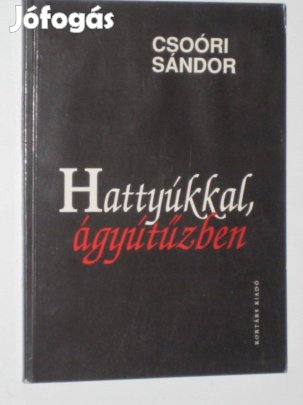 Jófogás
CSOÓRI
SÁNDOR
Hattyúkkal,
ágyútűzben
KORTÁRS KIADÓ